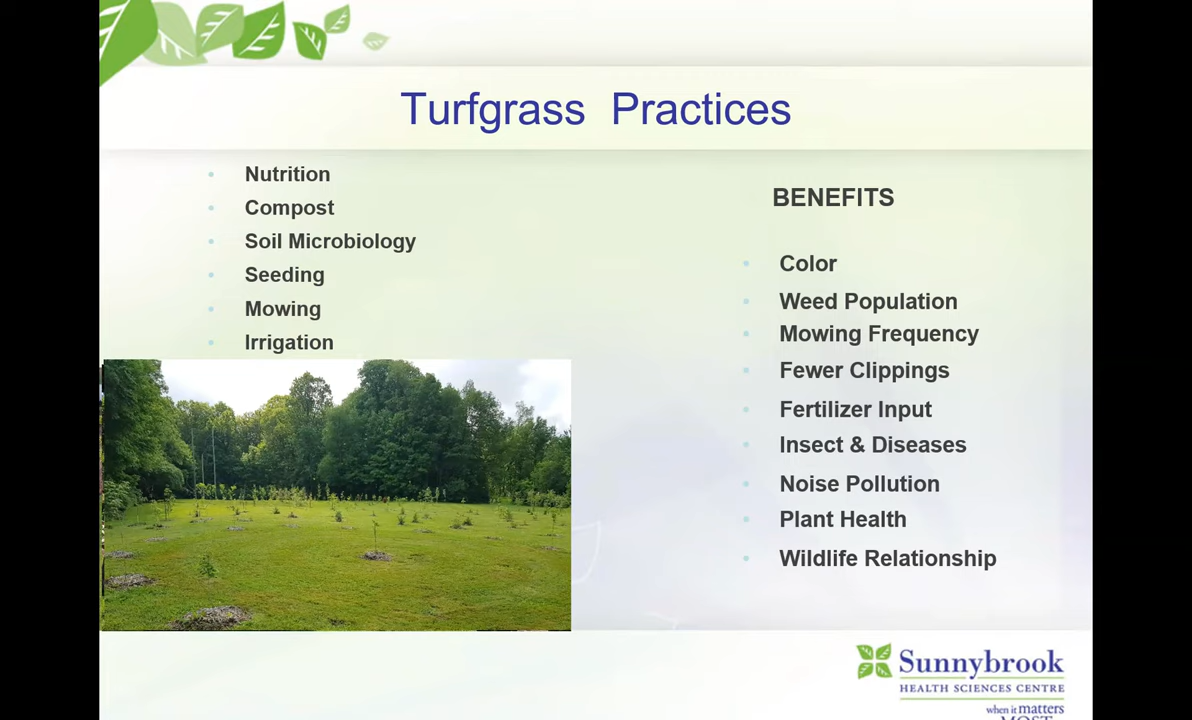 Turfgrass Practices
Nutrition
Compost
Soil Microbiology
Seeding
Mowing
Irrigation
BENEFITS
Color
Weed Population
Mowing Frequency
Fewer Clippings
Fertilizer Input
Insect & Diseases
Noise Pollution
Plant Health
Wildlife Relationship
Sunnybrook
HEALTH SCIENCES CENTRE
when it matters
MOST